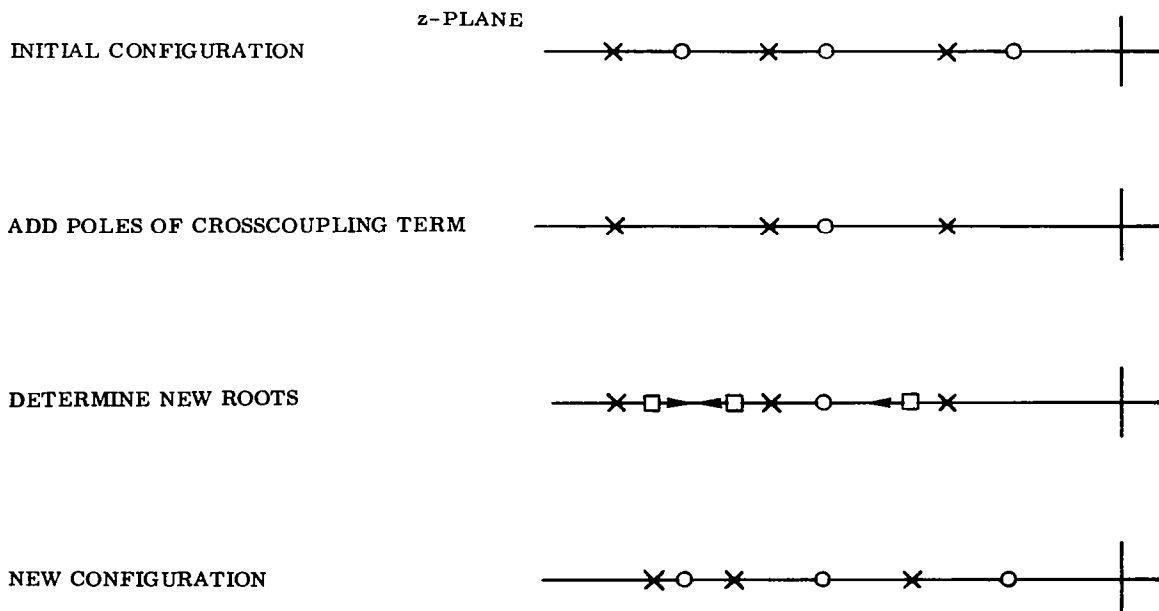 z-PLANE
INITIAL CONFIGURATION
ADD POLES OF CROSSCOUPLING TERM
DETERMINE NEW ROOTS
NEW CONFIGURATION